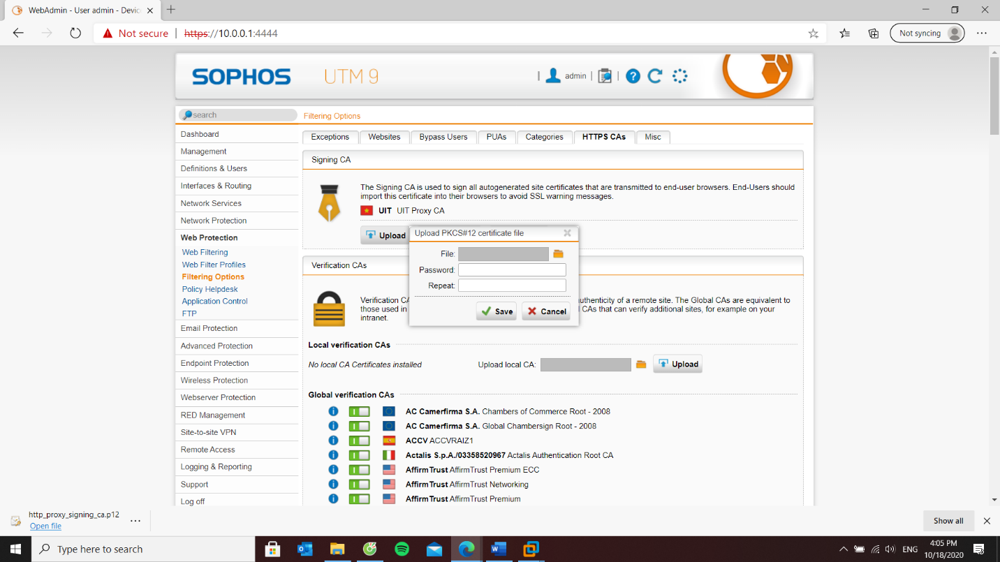 WebAdmin - User admin - Devic
Not secure | https://10.0.0.1:4444
Not syncing
SOPHOS UTM 9
admin
search
Filtering Options
Exceptions Websites Bypass Users PUAs Categories HTTPS CAs Misc
Dashboard
Management
Definitions & Users
Interfaces & Routing
Network Services
Network Protection
Web Protection
Web Filtering
Web Filter Profiles
Filtering Options
Policy Helpdesk
Application Control
FTP
Email Protection
Advanced Protection
Endpoint Protection
Wireless Protection
Webserver Protection
RED Management
Site-to-site VPN
Remote Access
Logging & Reporting
Support
Log off
Signing CA
The Signing CA is used to sign all autogenerated site certificates that are transmitted to end-user browsers. End-Users should
import this certificate into their browsers to avoid SSL warning messages.
UIT UIT Proxy CA
Upload
Upload PKCS#12 certificate file
File:
Password:
Repeat:
Save Cancel
Verification CAs
Verification CA uthenticity of a remote site. The Global CAs are equivalent to
those used in CAs that can verify additional sites, for example on your
intranet.
Local verification CAs
No local CA Certificates installed Upload local CA: Upload
Global verification CAs
AC Camerfirma S.A. Chambers of Commerce Root - 2008
AC Camerfirma S.A. Global Chambersign Root - 2008
ACCV ACCVRAIZ1
Actalis S.p.A./03358520967 Actalis Authentication Root CA
AffirmTrust AffirmTrust Premium ECC
AffirmTrust AffirmTrust Networking
AffirmTrust AffirmTrust Premium
http_proxy_signing_ca.p12
Open file
Show all
Type here to search
ENG
4:05 PM
10/18/2020